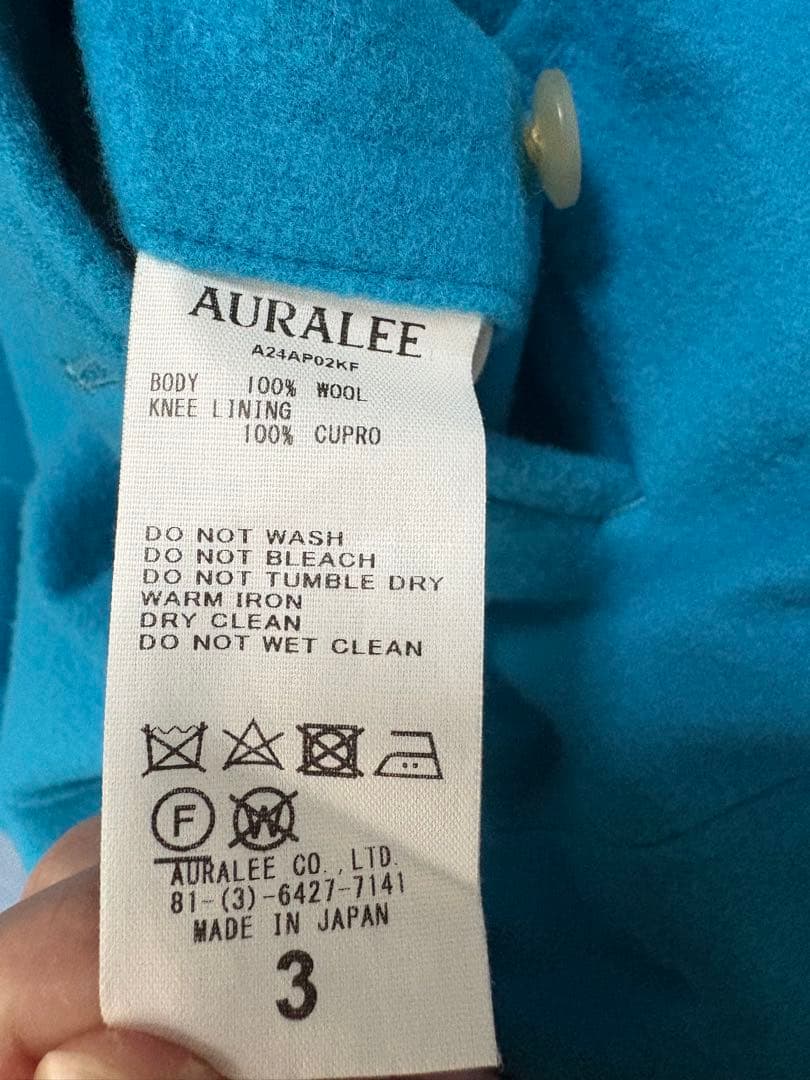 AURALEE
A24AP02KF
BODY 100% WOOL
KNEE LINING
100% CUPRO
DO NOT WASH
DO NOT BLEACH
DO NOT TUMBLE DRY
WARM IRON
DRY CLEAN
DO NOT WET CLEAN
F W
AURALEE CO.,LTD.
81-(3)-6427-7141
MADE IN JAPAN
3